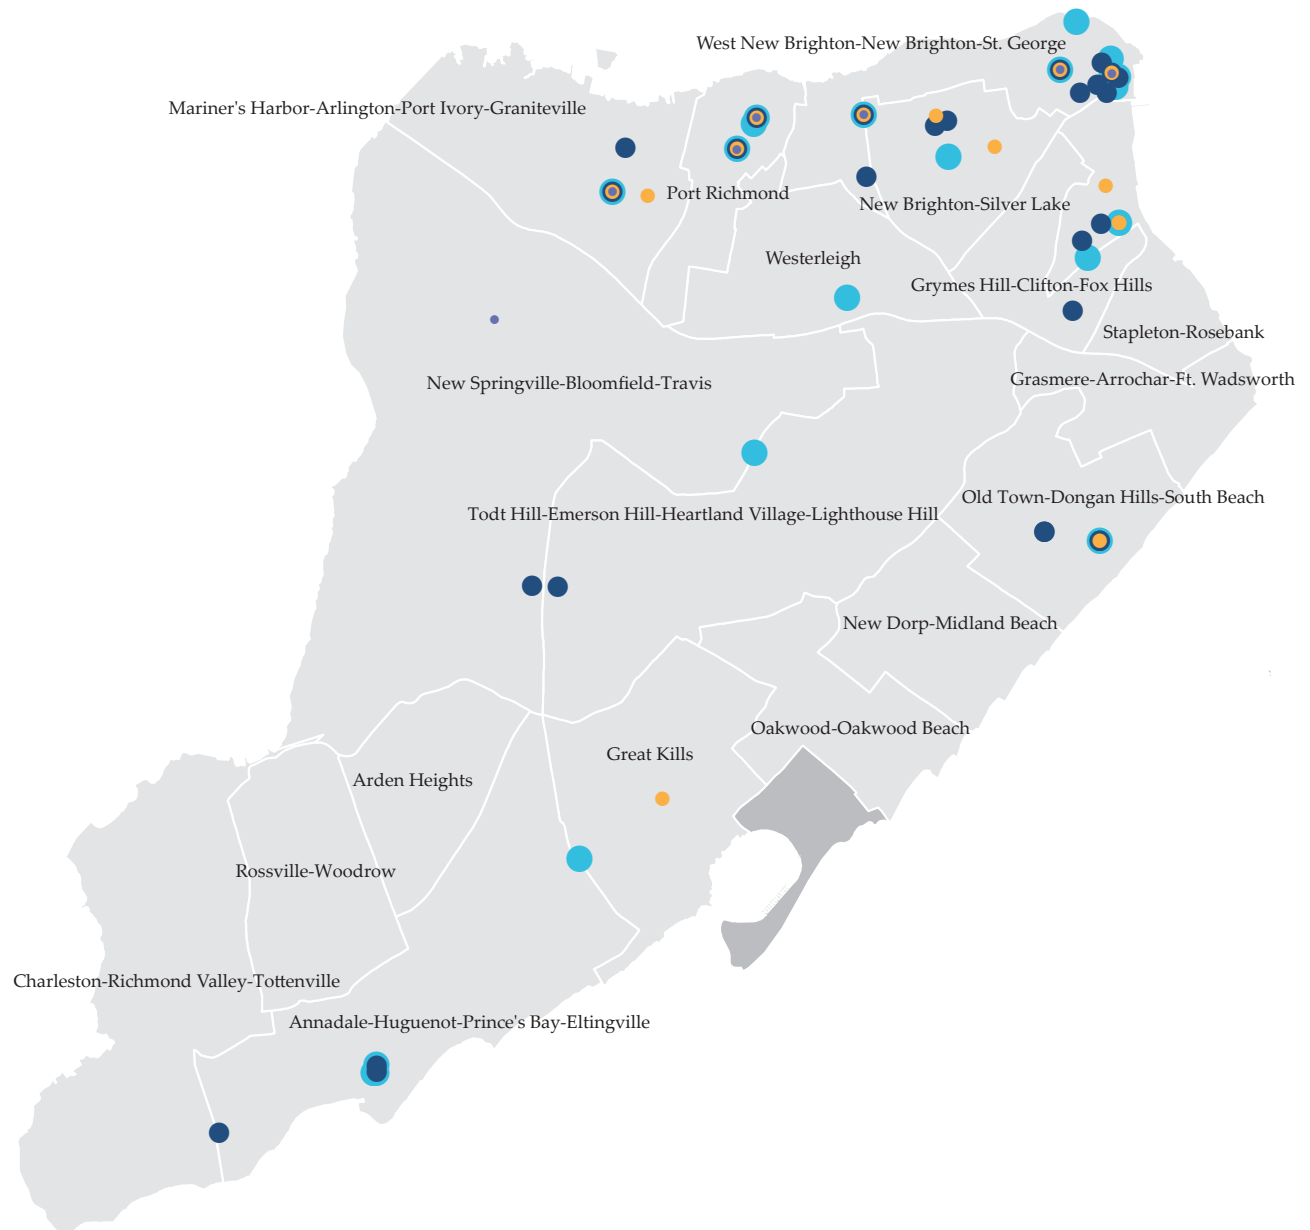 West New Brighton-New Brighton-St. George
Mariner's Harbor-Arlington-Port Ivory-Graniteville
Port Richmond
New Brighton-Silver Lake
Westerleigh
Grymes Hill-Clifton-Fox Hills
Stapleton-Rosebank
New Springville-Bloomfield-Travis
Grasmere-Arrochar-Ft. Wadsworth
Old Town-Dongan Hills-South Beach
Todt Hill-Emerson Hill-Heartland Village-Lighthouse Hill
New Dorp-Midland Beach
Oakwood-Oakwood Beach
Great Kills
Arden Heights
Rossville-Woodrow
Charleston-Richmond Valley-Tottenville
Annadale-Huguenot-Prince's Bay-Eltingville